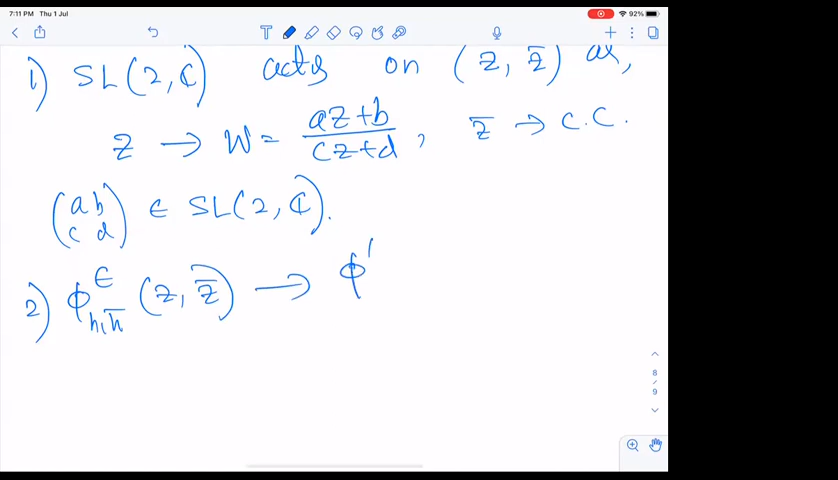 7:11 PM Thu 1 Jul
92%
1) SL(2,ℂ) acts on (z, z̄) as,
z → W = (az+b)/(cz+d), z̄ → C.C.
(a b
c d) ∈ SL(2,ℂ).
2) ϕ^ϵ_{h,h̄} (z, z̄) → ϕ'
8
/
9